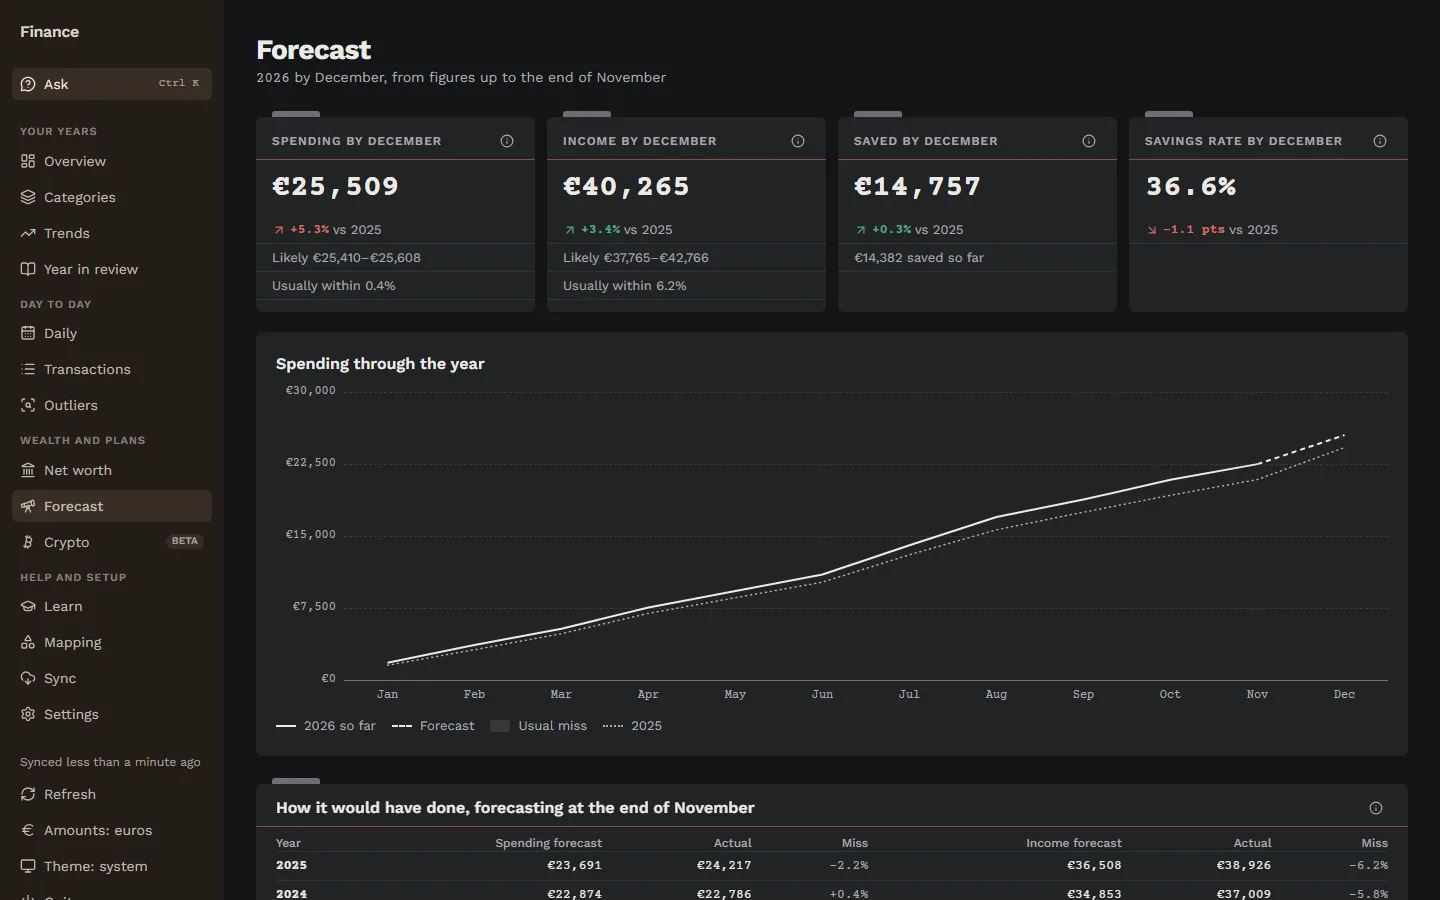 Finance
Ask Ctrl K
YOUR YEARS
Overview
Categories
Trends
Year in review
DAY TO DAY
Daily
Transactions
Outliers
WEALTH AND PLANS
Net worth
Forecast
Crypto BETA
HELP AND SETUP
Learn
Mapping
Sync
Settings
Synced less than a minute ago
Refresh
Amounts: euros
Theme: system
Forecast
2026 by December, from figures up to the end of November
SPENDING BY DECEMBER
€25,509
+5.3% vs 2025
Likely €25,410–€25,608
Usually within 0.4%
INCOME BY DECEMBER
€40,265
+3.4% vs 2025
Likely €37,765–€42,766
Usually within 6.2%
SAVED BY DECEMBER
€14,757
+0.3% vs 2025
€14,382 saved so far
SAVINGS RATE BY DECEMBER
36.6%
−1.1 pts vs 2025
Spending through the year
€30,000
€22,500
€15,000
€7,500
€0
Jan Feb Mar Apr May Jun Jul Aug Sep Oct Nov Dec
2026 so far Forecast Usual miss 2025
How it would have done, forecasting at the end of November
Year Spending forecast Actual Miss Income forecast Actual Miss
2025 €23,691 €24,217 −2.2% €36,508 €38,926 −6.2%
2024 €22,874 €22,786 +0.4% €34,853 €37,009 −5.8%